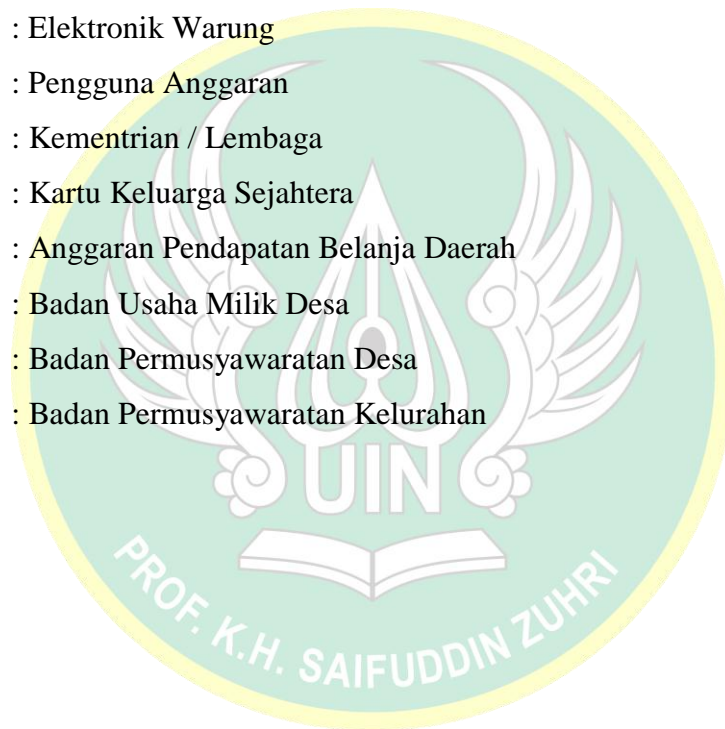 : Elektronik Warung
: Pengguna Anggaran
: Kementrian / Lembaga
: Kartu Keluarga Sejahtera
: Anggaran Pendapatan Belanja Daerah
: Badan Usaha Milik Desa
: Badan Permusyawaratan Desa
: Badan Permusyawaratan Kelurahan
UIN
PROF. K.H. SAIFUDDIN ZUHRI